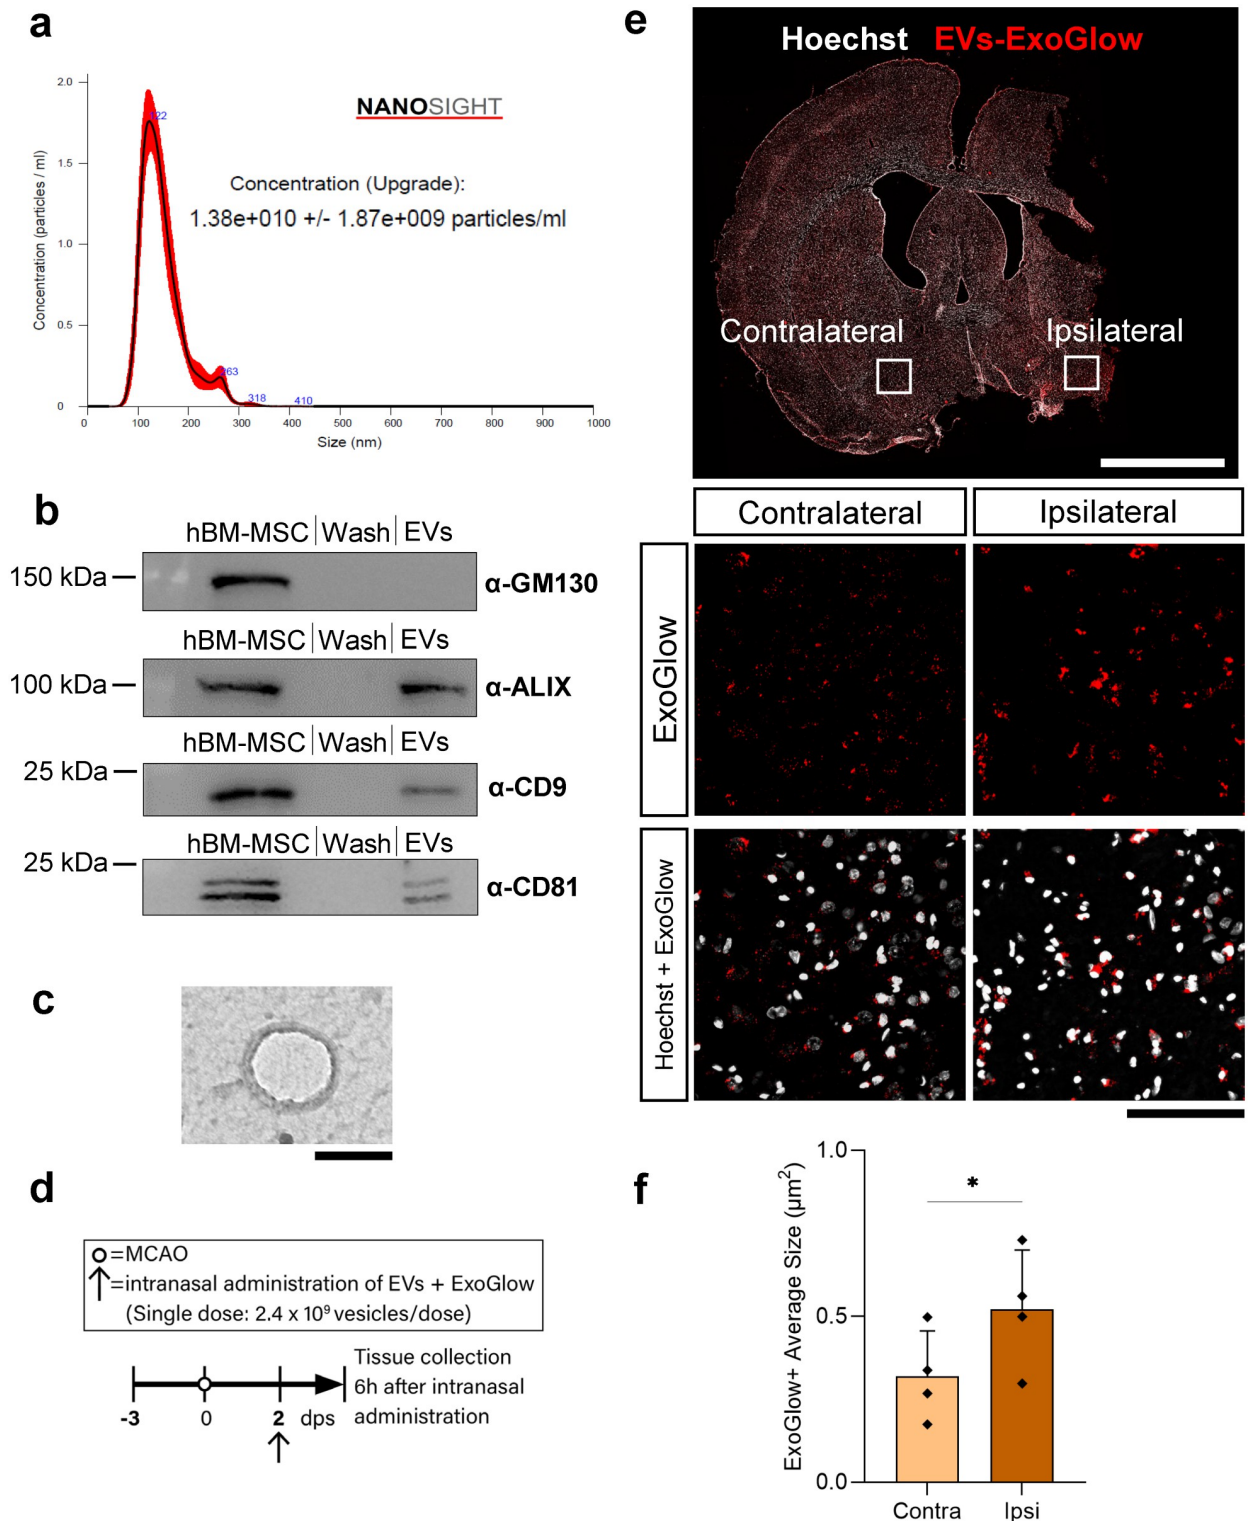 a
2.0
1.5
1.0
0.5
0
Concentration (particles / ml)
NANOSIGHT
Concentration (Upgrade):
1.38e+010 +/- 1.87e+009 particles/ml
122
263
318
410
0 100 200 300 400 500 600 700 800 900 1000
Size (nm)
b
hBM-MSC Wash EVs
150 kDa
α-GM130
hBM-MSC Wash EVs
100 kDa
α-ALIX
hBM-MSC Wash EVs
25 kDa
α-CD9
hBM-MSC Wash EVs
25 kDa
α-CD81
c
d
=MCAO
=intranasal administration of EVs + ExoGlow
(Single dose: 2.4 x 10⁹ vesicles/dose)
-3 0 2 dps
Tissue collection
6h after intranasal
administration
e
Hoechst EVs-ExoGlow
Contralateral Ipsilateral
Contralateral Ipsilateral
ExoGlow
Hoechst + ExoGlow
f
ExoGlow+ Average Size (µm²)
1.0
0.5
0.0
*
Contra Ipsi